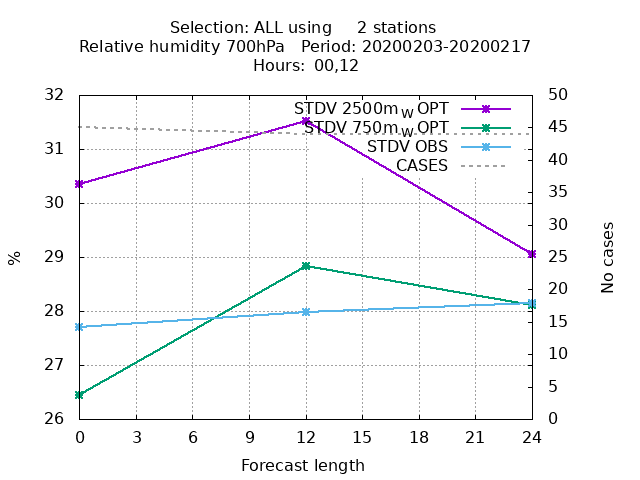 Selection: ALL using     2 stations
Relative humidity 700hPa   Period: 20200203-20200217
Hours:  00,12
STDV 2500m_W OPT
STDV 750m_W OPT
STDV OBS
CASES
32
31
30
29
28
27
26
%
50
45
40
35
30
25
20
15
10
5
0
No cases
0 3 6 9 12 15 18 21 24
Forecast length